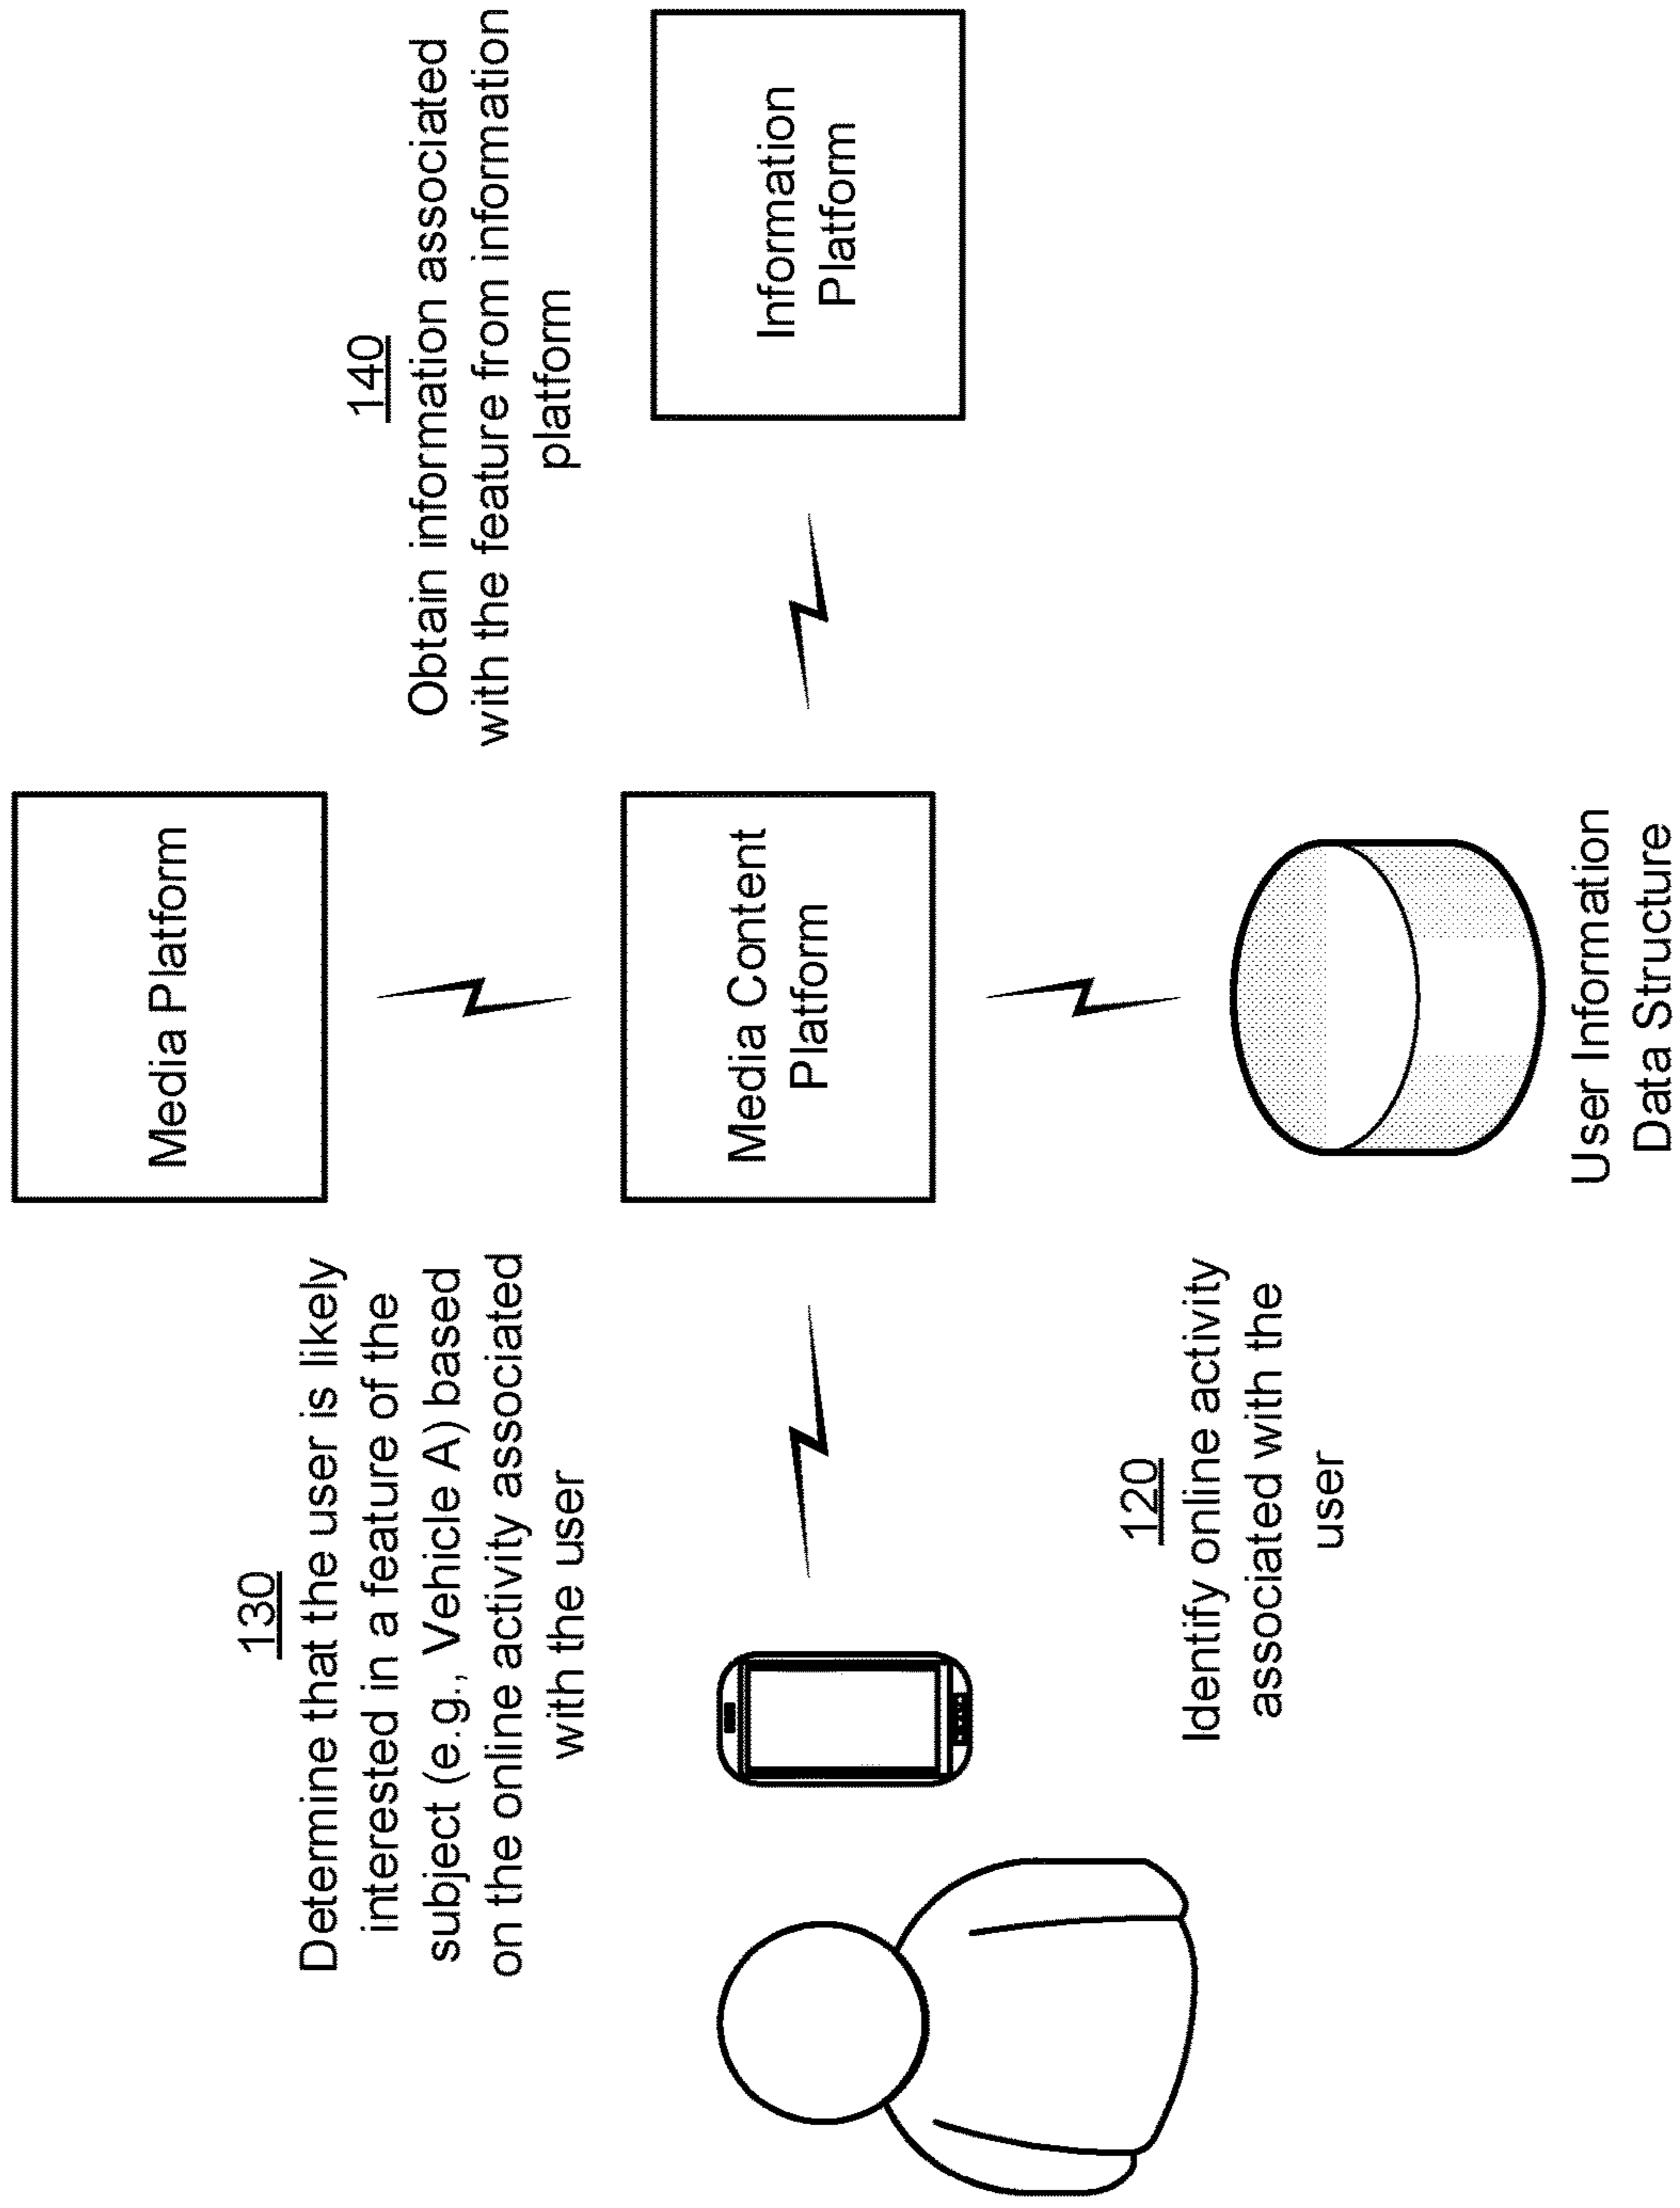 130
Determine that the user is likely
interested in a feature of the
subject (e.g., Vehicle A) based
on the online activity associated
with the user
Media Platform
140
Obtain information associated
with the feature from information
platform
Media Content
Platform
Information
Platform
120
Identify online activity
associated with the
user
User Information
Data Structure